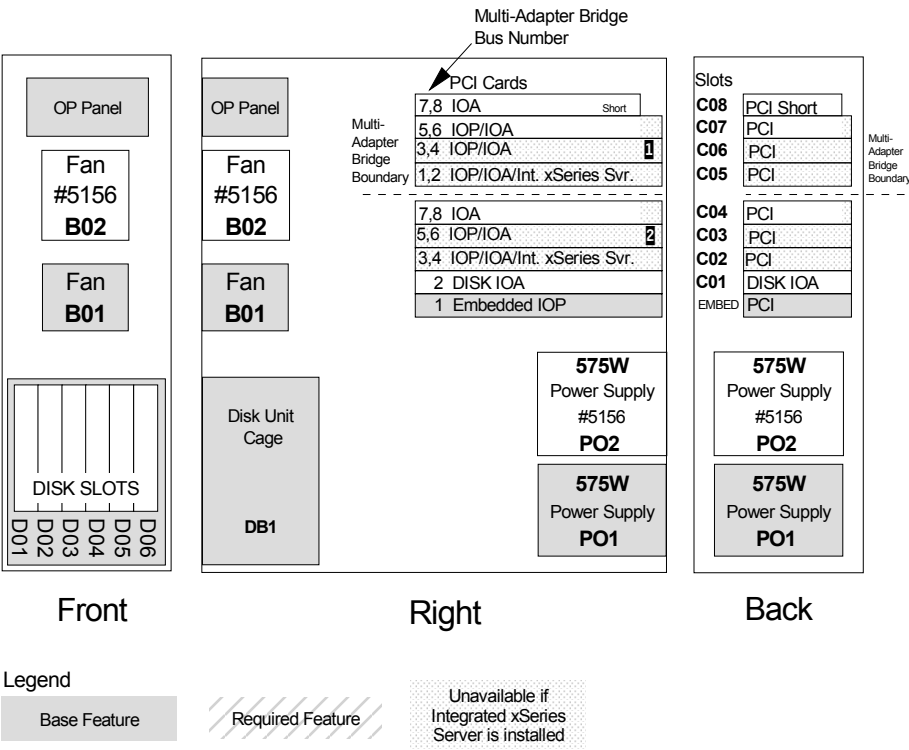 Multi-Adapter Bridge
Bus Number
OP Panel
Fan
#5156
B02
Fan
B01
DISK SLOTS
D01
D02
D03
D04
D05
D06
Front
OP Panel
Fan
#5156
B02
Fan
B01
Disk Unit
Cage
DB1
Multi-
Adapter
Bridge
Boundary
PCI Cards
7,8 IOA Short
5,6 IOP/IOA
3,4 IOP/IOA 1
1,2 IOP/IOA/Int. xSeries Svr.
7,8 IOA
5,6 IOP/IOA 2
3,4 IOP/IOA/Int. xSeries Svr.
2 DISK IOA
1 Embedded IOP
575W
Power Supply
#5156
PO2
575W
Power Supply
PO1
Right
Slots
C08 PCI Short
C07 PCI
C06 PCI
C05 PCI
C04 PCI
C03 PCI
C02 PCI
C01 DISK IOA
EMBED PCI
Multi-
Adapter
Bridge
Boundary
575W
Power Supply
#5156
PO2
575W
Power Supply
PO1
Back
Legend
Base Feature
Required Feature
Unavailable if
Integrated xSeries
Server is installed